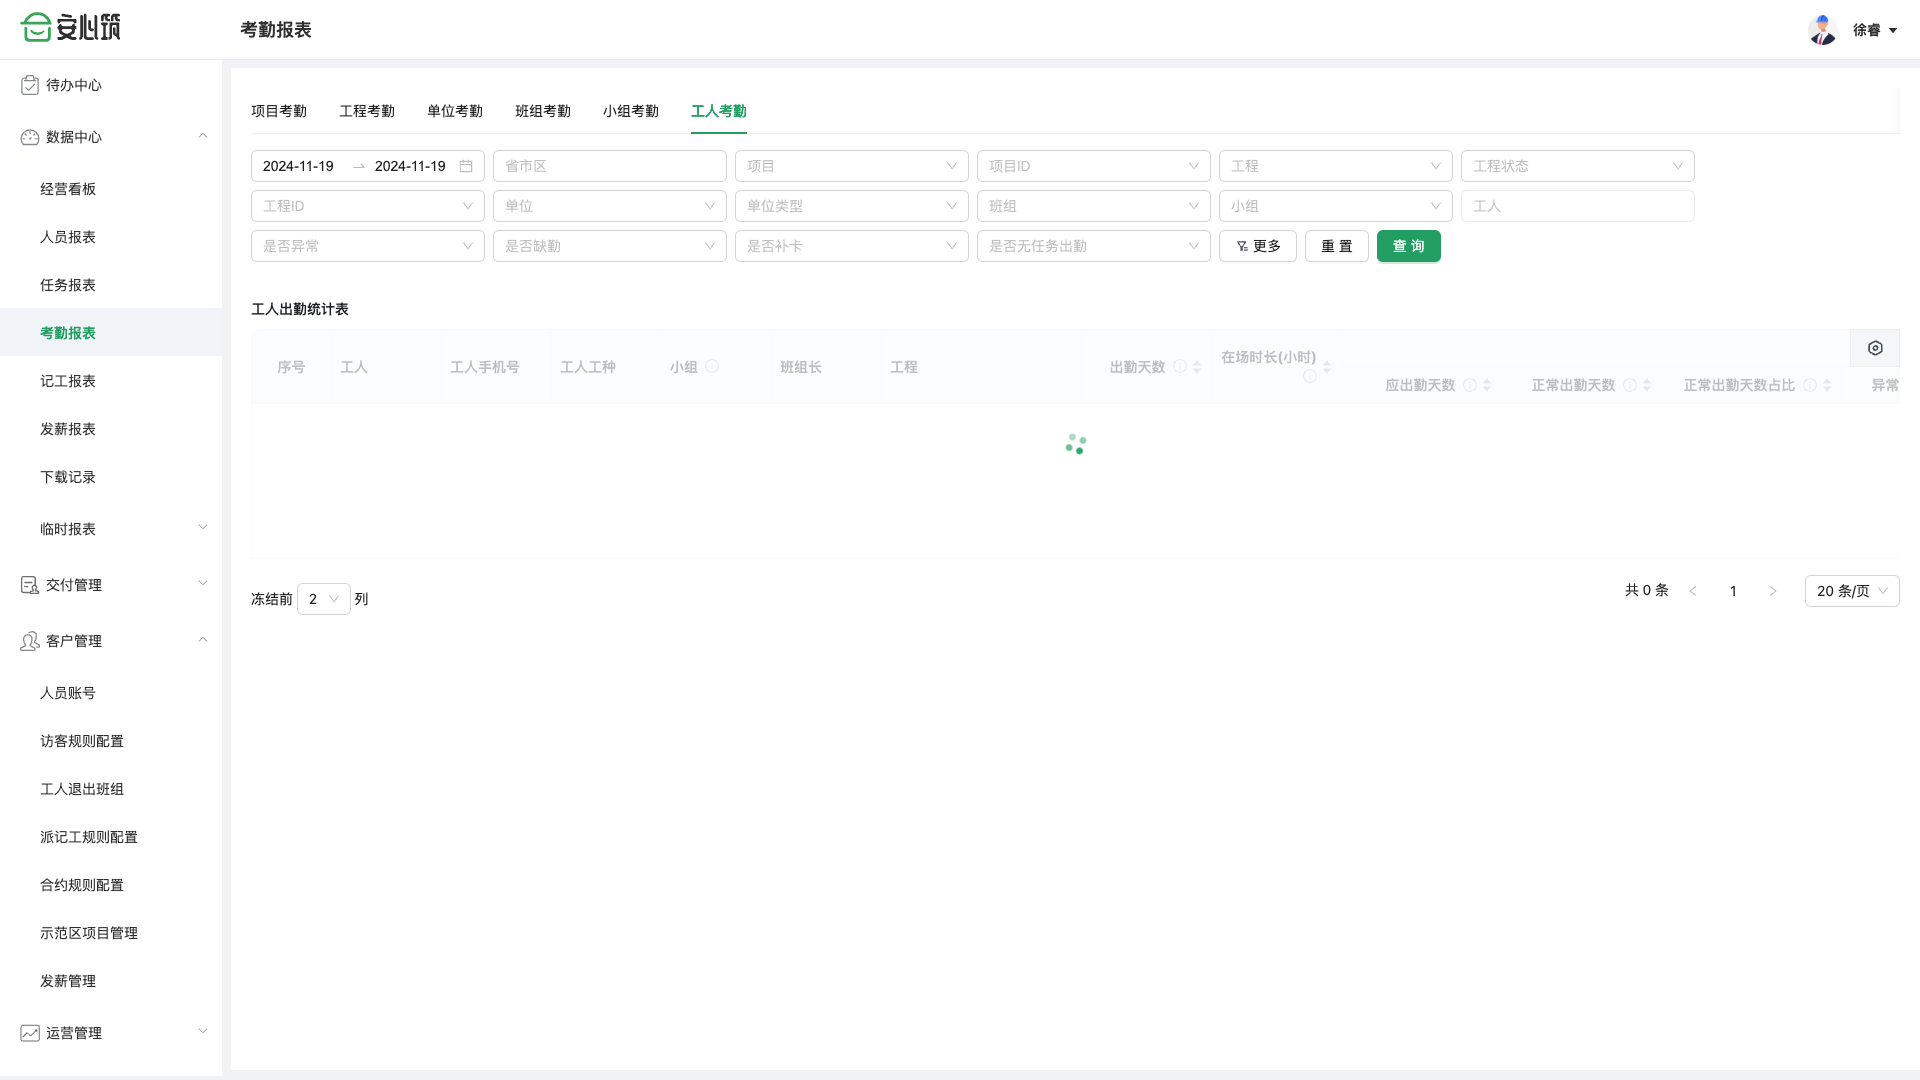 安心筑
考勤报表
徐睿
待办中心
数据中心
经营看板
人员报表
任务报表
考勤报表
记工报表
发薪报表
下载记录
临时报表
交付管理
客户管理
人员账号
访客规则配置
工人退出班组
派记工规则配置
合约规则配置
示范区项目管理
发薪管理
运营管理
项目考勤 工程考勤 单位考勤 班组考勤 小组考勤 工人考勤
2024-11-19 → 2024-11-19 省市区 项目 项目ID 工程 工程状态
工程ID 单位 单位类型 班组 小组 工人
是否异常 是否缺勤 是否补卡 是否无任务出勤 更多 重 置 查 询
工人出勤统计表
序号 工人 工人手机号 工人工种 小组 班组长 工程 出勤天数 在场时长(小时) 应出勤天数 正常出勤天数 正常出勤天数占比 异常
冻结前 2 列
共 0 条 < 1 > 20 条/页